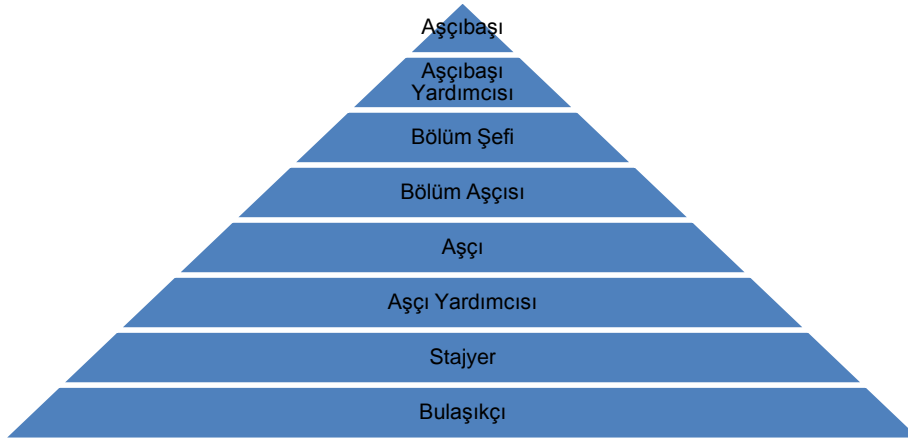 Aşçıbaşı
Aşçıbaşı
Yardımcısı
Bölüm Şefi
Bölüm Aşçısı
Aşçı
Aşçı Yardımcısı
Stajyer
Bulaşıkçı